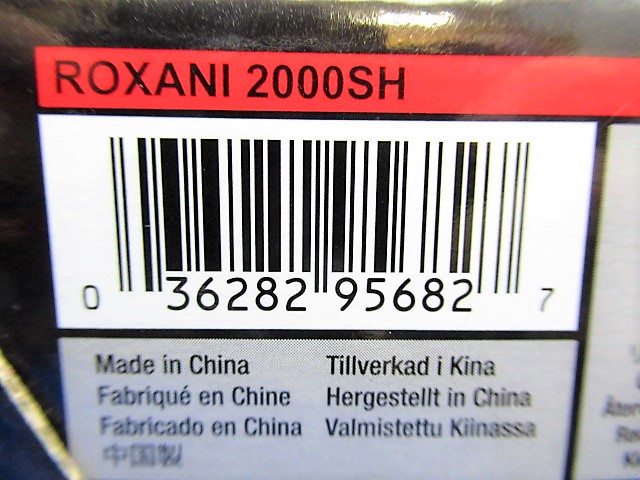 ROXANI 2000SH
0 36282 95682 7
Made in China Tillverkad i Kina
Fabriqué en Chine Hergestellt in China
Fabricado en China Valmistettu Kiinassa
中国製